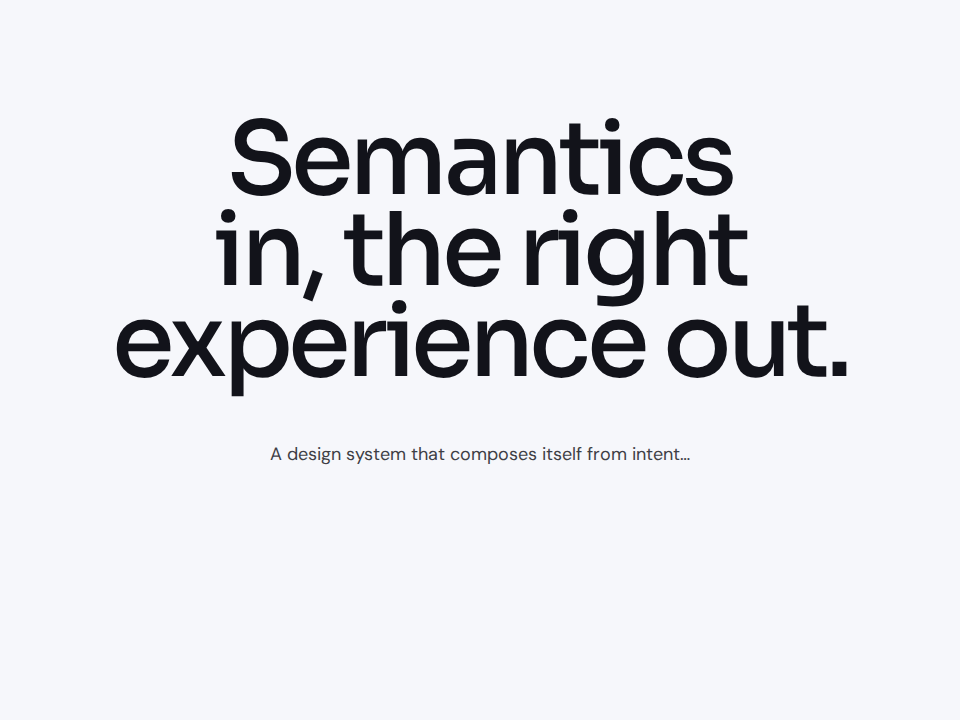 Semantics
in, the right
experience out.
A design system that composes itself from intent...